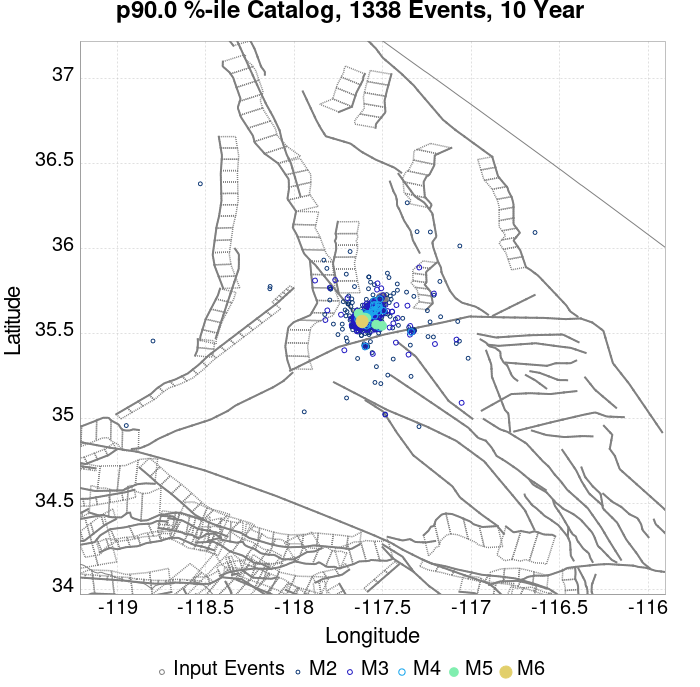 p90.0 %-ile Catalog, 1338 Events, 10 Year
37
36.5
36
35.5
35
34.5
34
Latitude
-119
-118.5
-118
-117.5
-117
-116.5
-116
Longitude
Input Events
M2
M3
M4
M5
M6